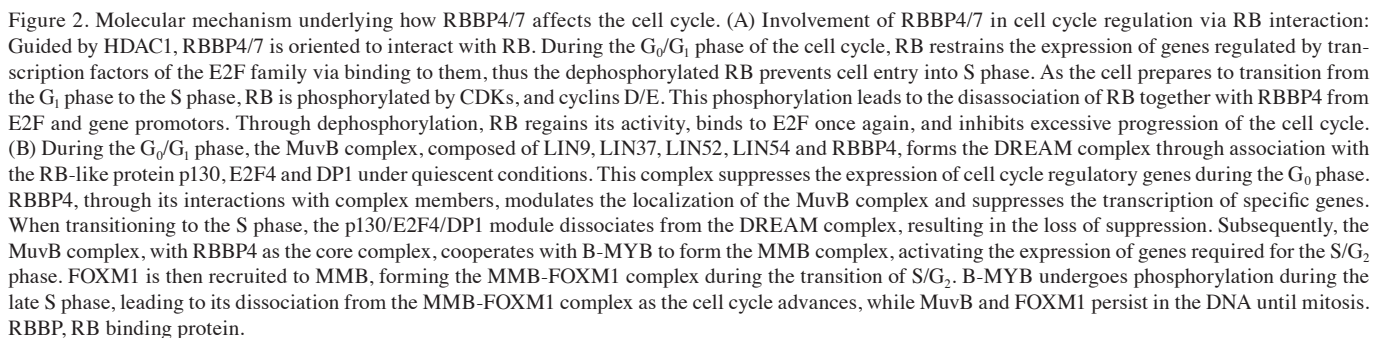 Figure 2. Molecular mechanism underlying how RBBP4/7 affects the cell cycle. (A) Involvement of RBBP4/7 in cell cycle regulation via RB interaction:
Guided by HDAC1, RBBP4/7 is oriented to interact with RB. During the G₀/G₁ phase of the cell cycle, RB restrains the expression of genes regulated by tran-
scription factors of the E2F family via binding to them, thus the dephosphorylated RB prevents cell entry into S phase. As the cell prepares to transition from
the G₁ phase to the S phase, RB is phosphorylated by CDKs, and cyclins D/E. This phosphorylation leads to the disassociation of RB together with RBBP4 from
E2F and gene promotors. Through dephosphorylation, RB regains its activity, binds to E2F once again, and inhibits excessive progression of the cell cycle.
(B) During the G₀/G₁ phase, the MuvB complex, composed of LIN9, LIN37, LIN52, LIN54 and RBBP4, forms the DREAM complex through association with
the RB-like protein p130, E2F4 and DP1 under quiescent conditions. This complex suppresses the expression of cell cycle regulatory genes during the G₀ phase.
RBBP4, through its interactions with complex members, modulates the localization of the MuvB complex and suppresses the transcription of specific genes.
When transitioning to the S phase, the p130/E2F4/DP1 module dissociates from the DREAM complex, resulting in the loss of suppression. Subsequently, the
MuvB complex, with RBBP4 as the core complex, cooperates with B-MYB to form the MMB complex, activating the expression of genes required for the S/G₂
phase. FOXM1 is then recruited to MMB, forming the MMB-FOXM1 complex during the transition of S/G₂. B-MYB undergoes phosphorylation during the
late S phase, leading to its dissociation from the MMB-FOXM1 complex as the cell cycle advances, while MuvB and FOXM1 persist in the DNA until mitosis.
RBBP, RB binding protein.